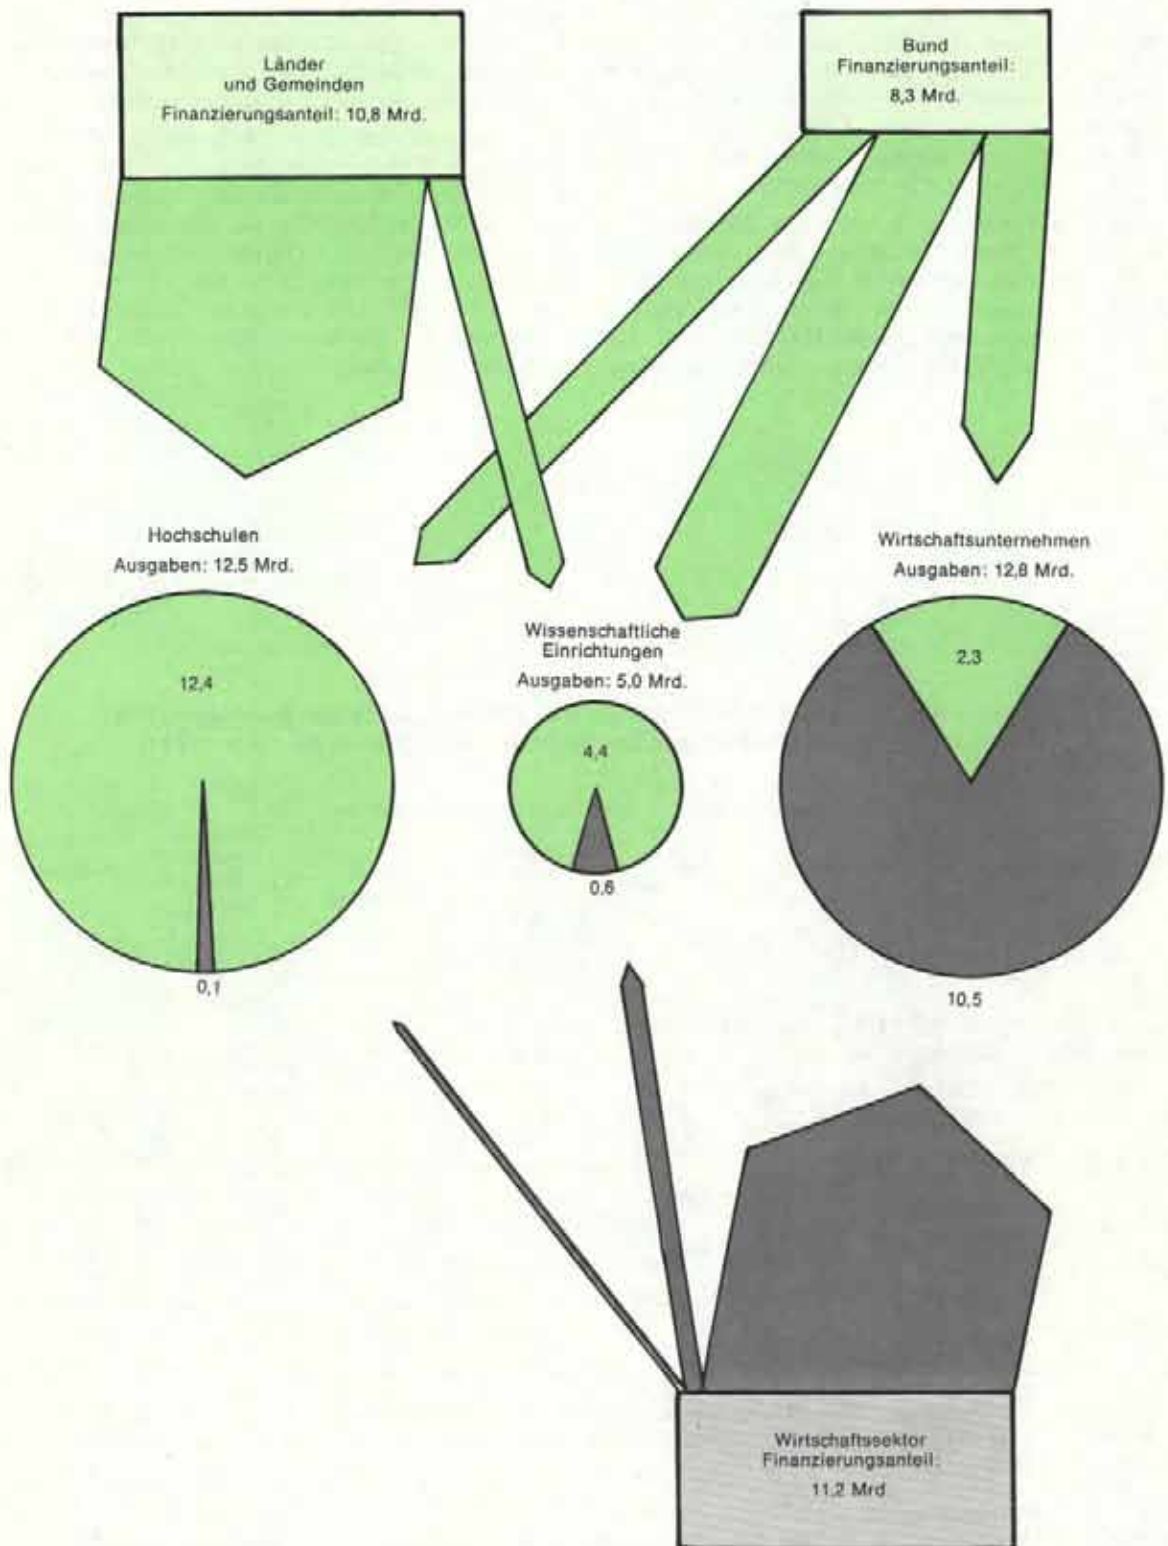 Länder
und Gemeinden
Finanzierungsanteil: 10,8 Mrd.
Bund
Finanzierungsanteil:
8,3 Mrd.
Hochschulen
Ausgaben: 12,5 Mrd.
Wirtschaftsunternehmen
Ausgaben: 12,8 Mrd.
Wissenschaftliche
Einrichtungen
Ausgaben: 5,0 Mrd.
12,4
0,1
4,4
0,6
2,3
10,5
Wirtschaftssektor
Finanzierungsanteil:
11,2 Mrd